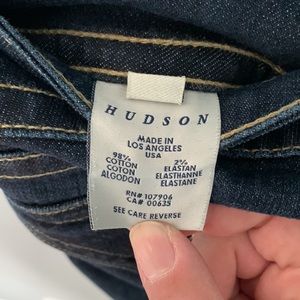 HUDSON
MADE IN
LOS ANGELES
USA
98% 2%
COTTON ELASTAN
COTON ELASTHANNE
ALGODON ELASTANE
RN# 107906
CA# 00635
SEE CARE REVERSE